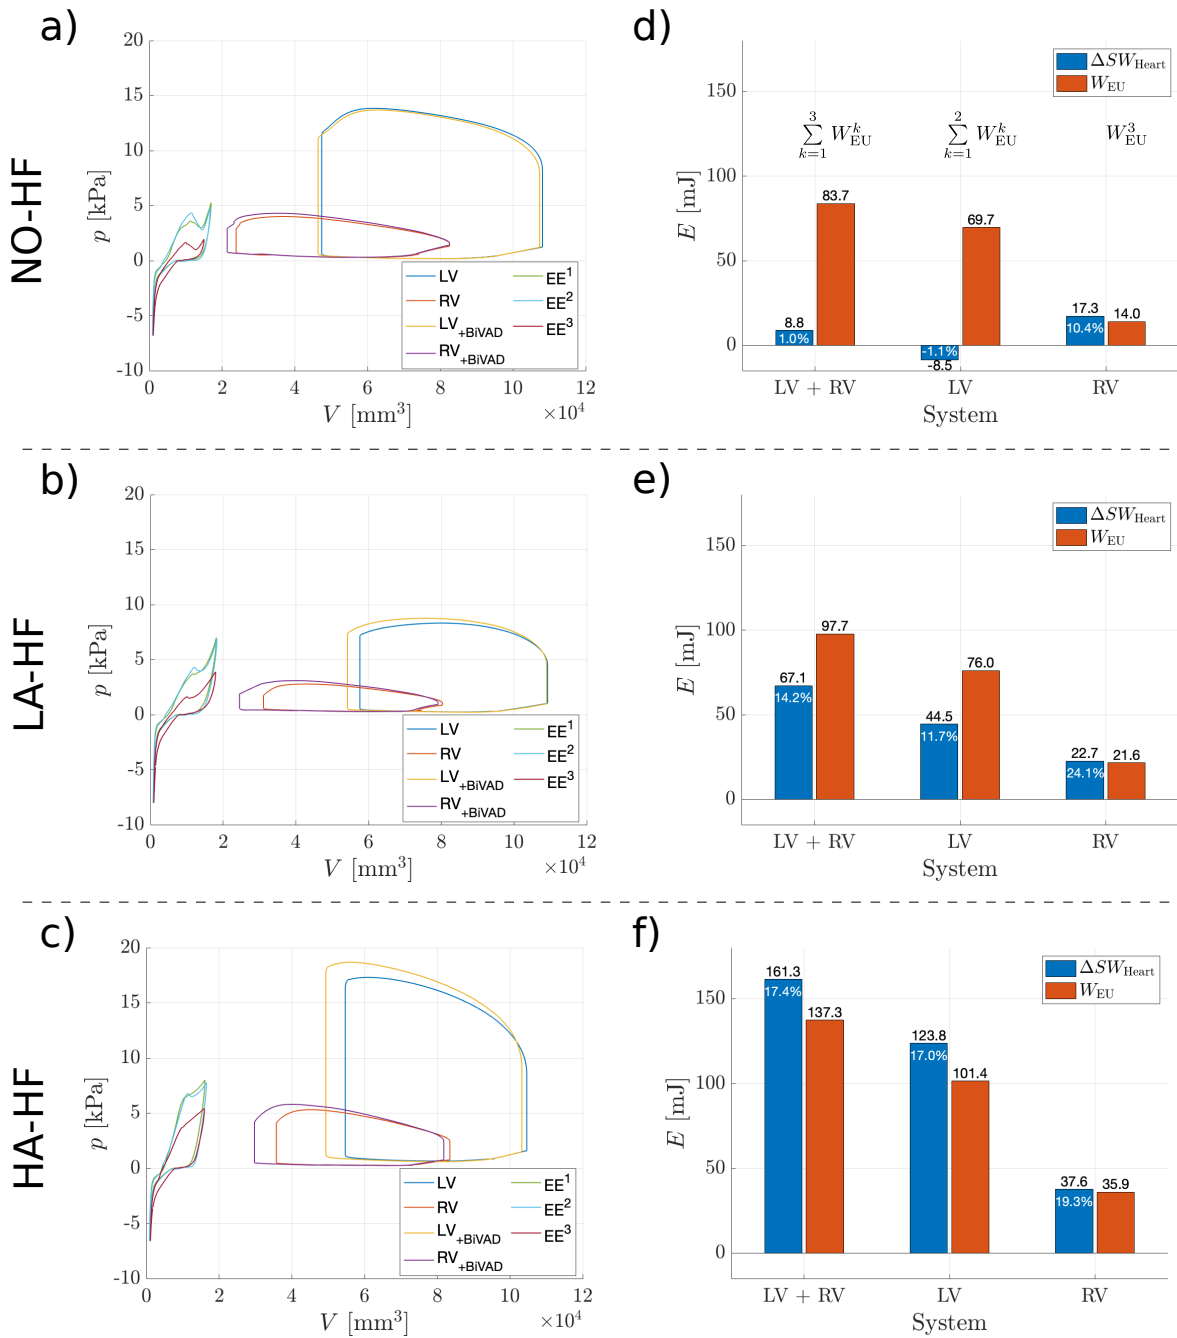 a)
NO-HF
20
15
10
5
0
-5
-10
p [kPa]
0 2 4 6 8 10 12
V [mm³]
×10⁴
LV
RV
LV+BiVAD
RV+BiVAD
EE¹
EE²
EE³
d)
150
100
50
0
E [mJ]
ΔSW_Heart
W_EU
∑_{k=1}^{3} W_EU^k
∑_{k=1}^{2} W_EU^k
W_EU^3
8.8
1.0%
83.7
-1.1%
-8.5
69.7
17.3
10.4%
14.0
LV + RV LV RV
System
b)
LA-HF
20
15
10
5
0
-5
-10
p [kPa]
0 2 4 6 8 10 12
V [mm³]
×10⁴
LV
RV
LV+BiVAD
RV+BiVAD
EE¹
EE²
EE³
e)
150
100
50
0
E [mJ]
ΔSW_Heart
W_EU
67.1
14.2%
97.7
44.5
11.7%
76.0
22.7
24.1%
21.6
LV + RV LV RV
System
c)
HA-HF
20
15
10
5
0
-5
-10
p [kPa]
0 2 4 6 8 10 12
V [mm³]
×10⁴
LV
RV
LV+BiVAD
RV+BiVAD
EE¹
EE²
EE³
f)
150
100
50
0
E [mJ]
ΔSW_Heart
W_EU
161.3
17.4%
137.3
123.8
17.0%
101.4
37.6
19.3%
35.9
LV + RV LV RV
System